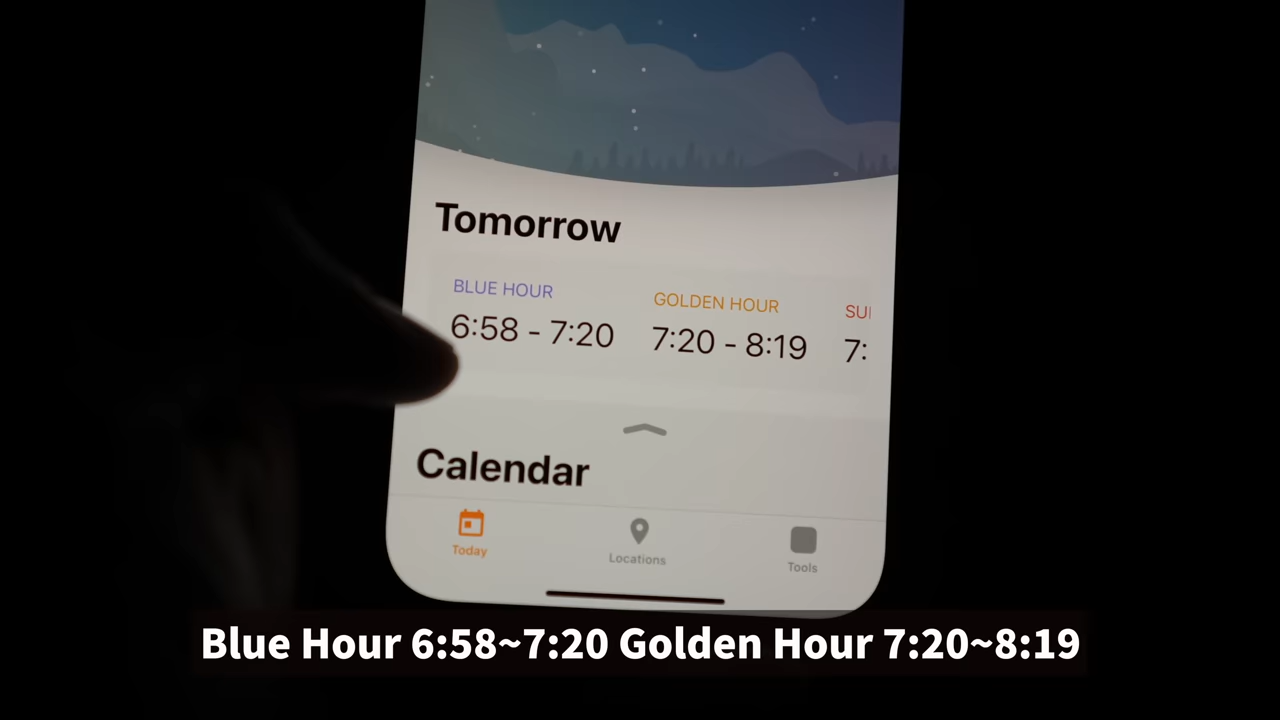 Tomorrow
BLUE HOUR GOLDEN HOUR
6:58 - 7:20 7:20 - 8:19 7:
Calendar
Today Locations Tools
Blue Hour 6:58~7:20 Golden Hour 7:20~8:19